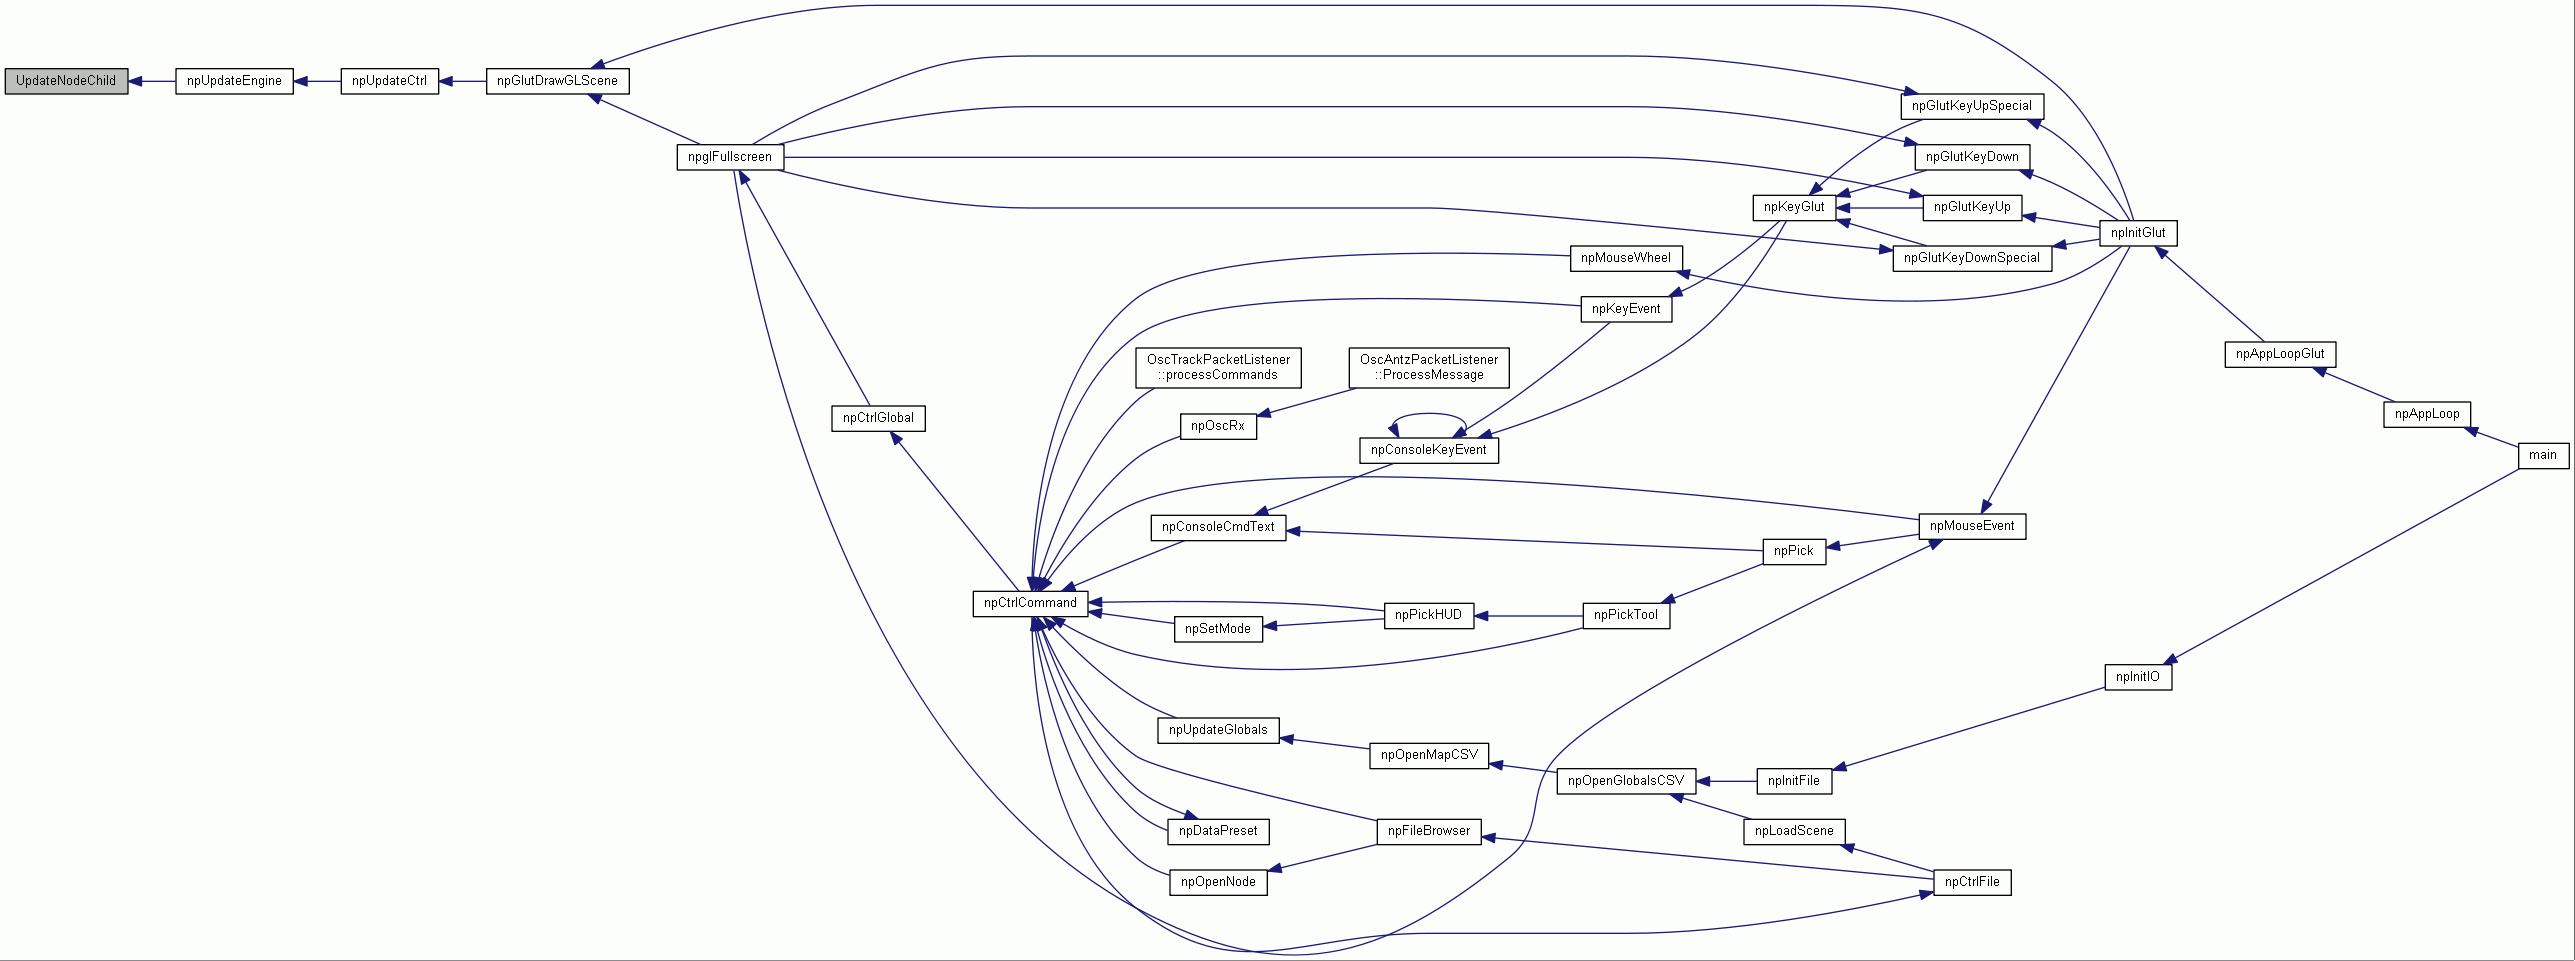 UpdateNodeChild
npUpdateEngine
npUpdateCtrl
npGlutDrawGLScene
npglFullscreen
npGlutKeyUpSpecial
npGlutKeyDown
npKeyGlut
npGlutKeyUp
npInitGlut
npMouseWheel
npGlutKeyDownSpecial
npKeyEvent
OscTrackPacketListener
::processCommands
OscAntzPacketListener
::ProcessMessage
npAppLoopGlut
npCtrlGlobal
npOscRx
npAppLoop
npConsoleKeyEvent
main
npConsoleCmdText
npMouseEvent
npPick
npCtrlCommand
npPickHUD
npPickTool
npSetMode
npInitIO
npUpdateGlobals
npOpenMapCSV
npOpenGlobalsCSV
npInitFile
npDataPreset
npFileBrowser
npLoadScene
npOpenNode
npCtrlFile